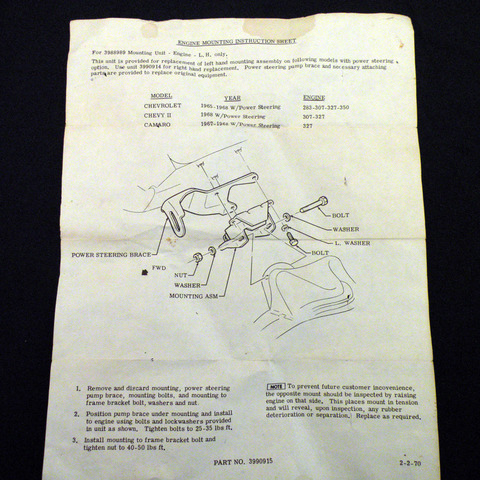 ENGINE MOUNTING INSTRUCTION SHEET
For 3988989 Mounting Unit - Engine - L. H. only,
This unit is provided for replacement of left hand mounting assembly on following models with power steering
option. Use unit 3990914 for right hand replacement. Power steering pump brace and necessary attaching
parts are provided to replace original equipment.
MODEL YEAR ENGINE
CHEVROLET 1965-1968 W/Power Steering 283-307-327-350
CHEVY II 1968 W/Power Steering 307-327
CAMARO 1967-1968 W/Power Steering 327
BOLT
WASHER
L. WASHER
BOLT
POWER STEERING BRACE
FWD
NUT
WASHER
MOUNTING ASM
1. Remove and discard mounting, power steering
pump brace, mounting bolts, and mounting to
frame bracket bolt, washers and nut
2. Position pump brace under mounting and install
to engine using bolts and lockwashers provided
in unit as shown. Tighten bolts to 25-35 lbs ft.
3. Install mounting to frame bracket bolt and
tighten nut to 40-50 lbs ft.
NOTE To prevent future customer incovenience,
the opposite mount should be inspected by raising
engine on that side. This places mount in tension
and will reveal, upon inspection, any rubber
deterioration or separation. Replace as required.
PART NO. 3990915
2-2-70